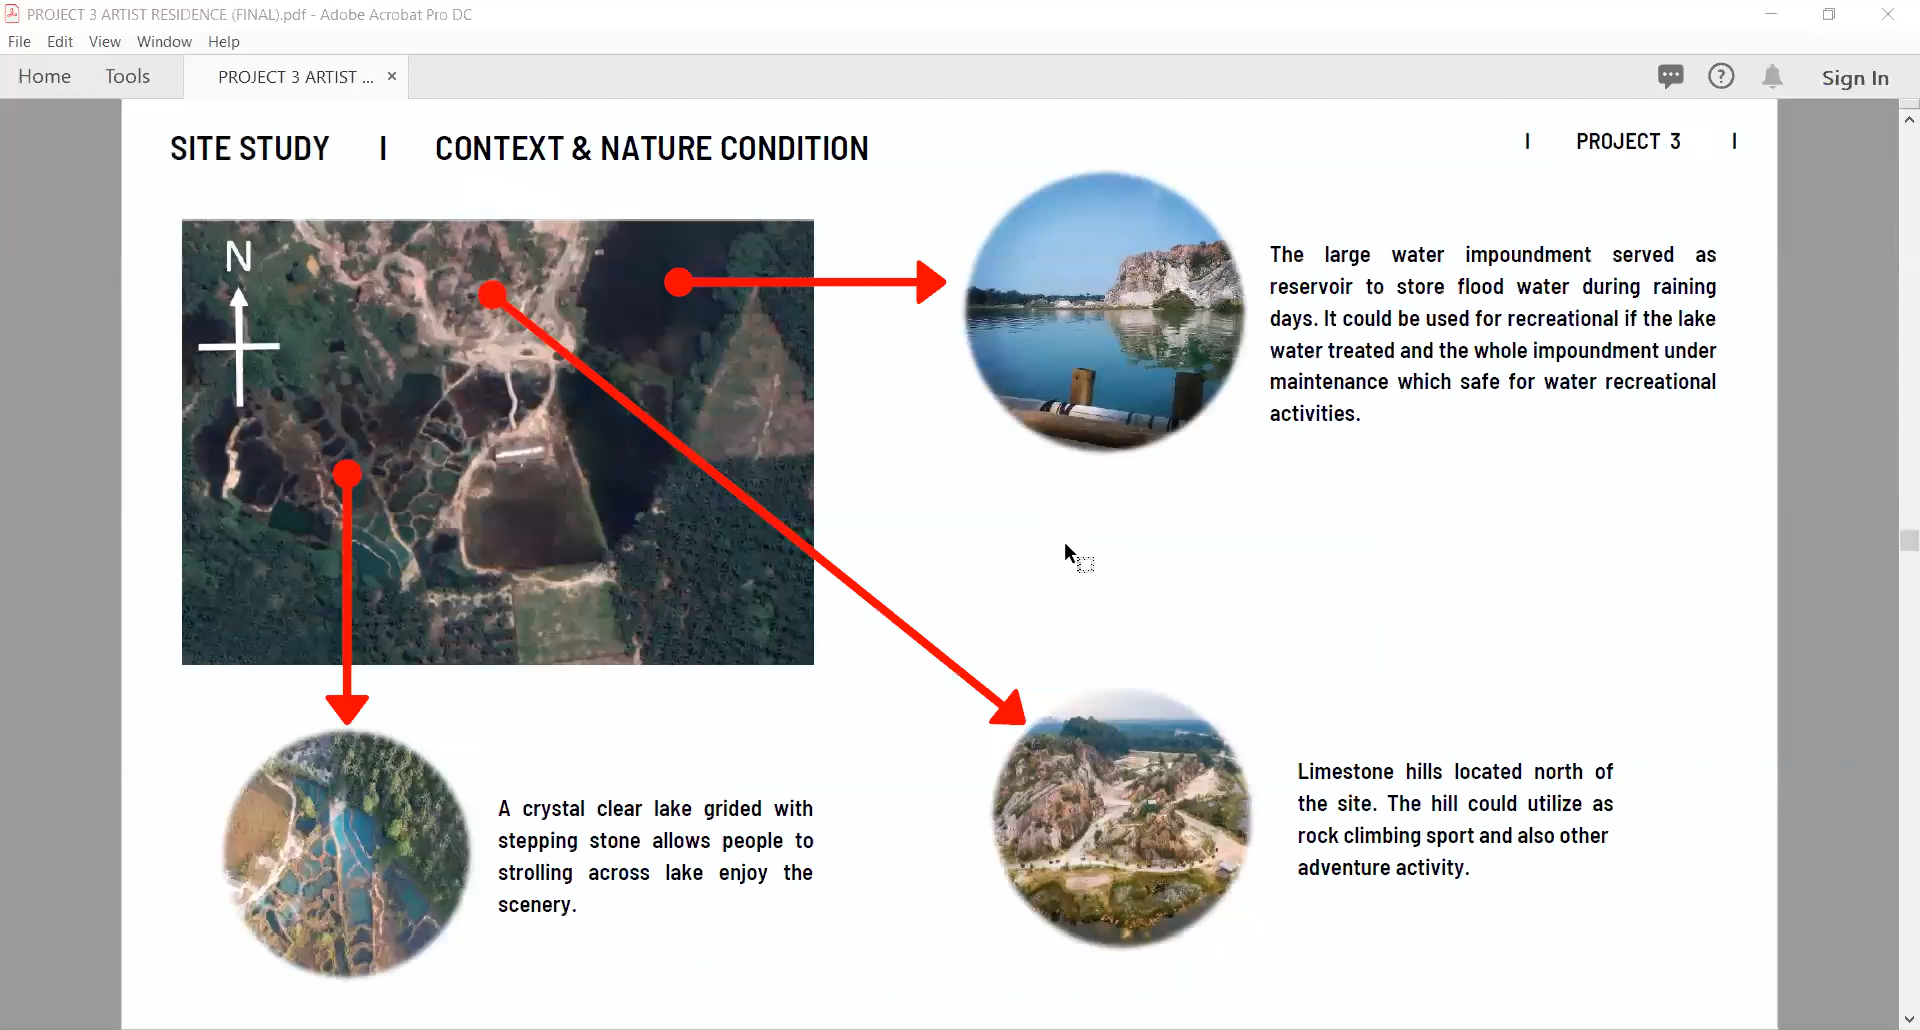 PROJECT 3 ARTIST RESIDENCE (FINAL).pdf - Adobe Acrobat Pro DC
File Edit View Window Help
Home Tools PROJECT 3 ARTIST ... × Sign In
SITE STUDY | CONTEXT & NATURE CONDITION
| PROJECT 3 |
N
The large water impoundment served as
reservoir to store flood water during raining
days. It could be used for recreational if the lake
water treated and the whole impoundment under
maintenance which safe for water recreational
activities.
A crystal clear lake grided with
stepping stone allows people to
strolling across lake enjoy the
scenery.
Limestone hills located north of
the site. The hill could utilize as
rock climbing sport and also other
adventure activity.